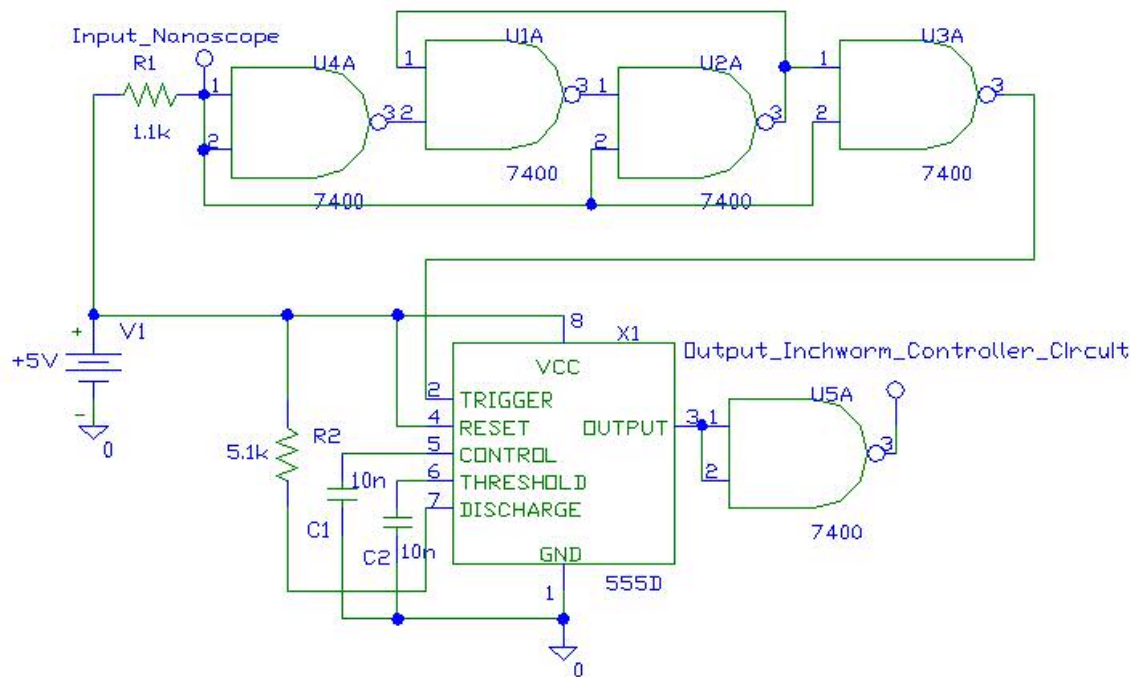 Input_Nanoscope
R1
1.1k
U4A
1
2
3
7400
U1A
1
2
3
7400
U2A
1
2
3
7400
U3A
1
2
3
7400
+
V1
+5V
-
0
R2
5.1k
10n
C1
C2
10n
X1
8
VCC
2 TRIGGER
4 RESET
5 CONTROL
6 THRESHOLD
7 DISCHARGE
OUTPUT 3
GND
1
555D
0
Output_Inchworm_Controller_Circuit
U5A
1
2
3
7400